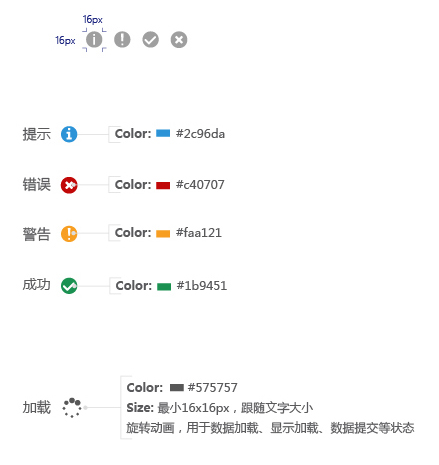 16px
16px
提示 Color: #2c96da
错误 Color: #c40707
警告 Color: #faa121
成功 Color: #1b9451
Color: #575757
加载 Size: 最小16x16px，跟随文字大小
旋转动画，用于数据加载、显示加载、数据提交等状态